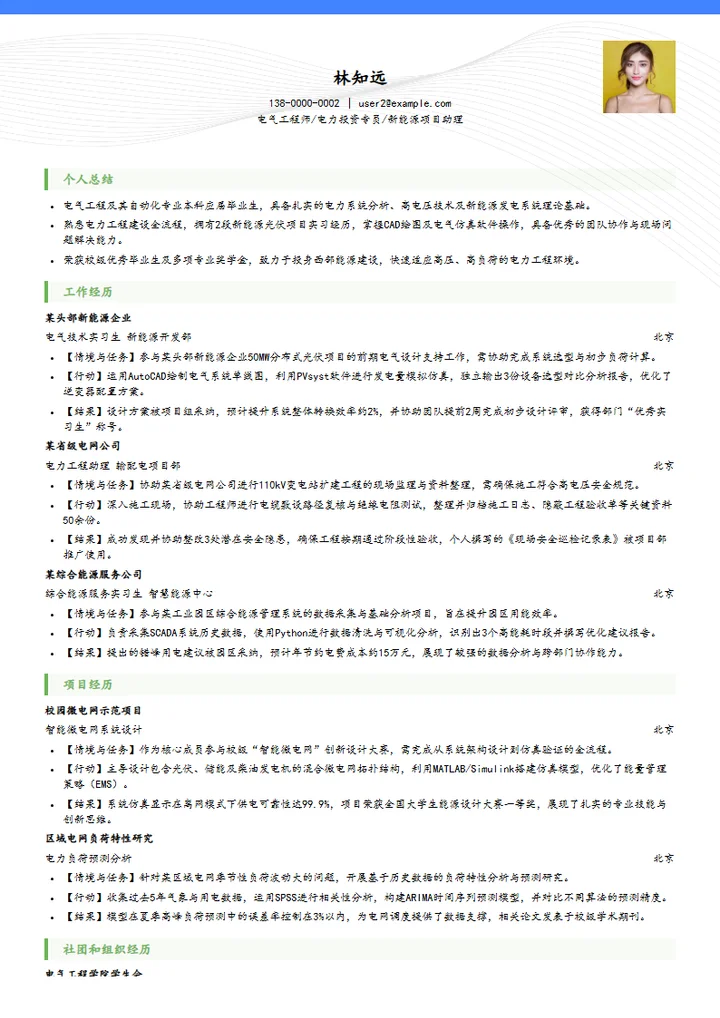 林知远
138-0000-0002 | user2@example.com
电气工程师/电力投资专员/新能源项目助理
个人总结
• 电气工程及其自动化专业本科应届毕业生，具备扎实的电力系统分析、高电压技术及新能源发电系统理论基础。
• 熟悉电力工程建设全流程，拥有2段新能源光伏项目实习经历，掌握CAD绘图及电气仿真软件操作，具备优秀的团队协作与现场问
题解决能力。
• 荣获校级优秀毕业生及多项专业奖学金，致力于投身西部能源建设，快速适应高压、高负荷的电力工程环境。
工作经历
某头部新能源企业
电气技术实习生 新能源开发部 北京
• 【情境与任务】参与某头部新能源企业50MW分布式光伏项目的前期电气设计支持工作，需协助完成系统选型与初步负荷计算。
• 【行动】运用AutoCAD绘制电气系统单线图，利用PVsyst软件进行发电量模拟仿真，独立输出3份设备选型对比分析报告，优化了
逆变器配置方案。
• 【结果】设计方案被项目组采纳，预计提升系统整体转换效率约2%，并协助团队提前2周完成初步设计评审，获得部门“优秀实
习生”称号。
某省级电网公司
电力工程助理 输配电项目部 北京
• 【情境与任务】协助某省级电网公司进行110kV变电站扩建工程的现场监理与资料整理，需确保施工符合高电压安全规范。
• 【行动】深入施工现场，协助工程师进行电缆敷设路径复核与绝缘电阻测试，整理并归档施工日志、隐蔽工程验收单等关键资料
50余份。
• 【结果】成功发现并协助整改3处潜在安全隐患，确保工程按期通过阶段性验收，个人撰写的《现场安全巡检记录表》被项目部
推广使用。
某综合能源服务公司
综合能源服务实习生 智慧能源中心 北京
• 【情境与任务】参与某工业园区综合能源管理系统的数据采集与基础分析项目，旨在提升园区用能效率。
• 【行动】负责采集SCADA系统历史数据，使用Python进行数据清洗与可视化分析，识别出3个高能耗时段并撰写优化建议报告。
• 【结果】提出的错峰用电建议被园区采纳，预计年节约电费成本约15万元，展现了较强的数据分析与跨部门协作能力。
项目经历
校园微电网示范项目
智能微电网系统设计 北京
• 【情境与任务】作为核心成员参与校级“智能微电网”创新设计大赛，需完成从系统架构设计到仿真验证的全流程。
• 【行动】主导设计包含光伏、储能及柴油发电机的混合微电网拓扑结构，利用MATLAB/Simulink搭建仿真模型，优化了能量管理
策略（EMS）。
• 【结果】系统仿真显示在离网模式下供电可靠性达99.9%，项目荣获全国大学生能源设计大赛一等奖，展现了扎实的专业技能与
创新思维。
区域电网负荷特性研究
电力负荷预测分析 北京
• 【情境与任务】针对某区域电网季节性负荷波动大的问题，开展基于历史数据的负荷特性分析与预测研究。
• 【行动】收集过去5年气象与用电数据，运用SPSS进行相关性分析，构建ARIMA时间序列预测模型，并对比不同算法的预测精度。
• 【结果】模型在夏季高峰负荷预测中的误差率控制在3%以内，为电网调度提供了数据支撑，相关论文发表于校级学术期刊。
社团和组织经历
电气工程学院学生会